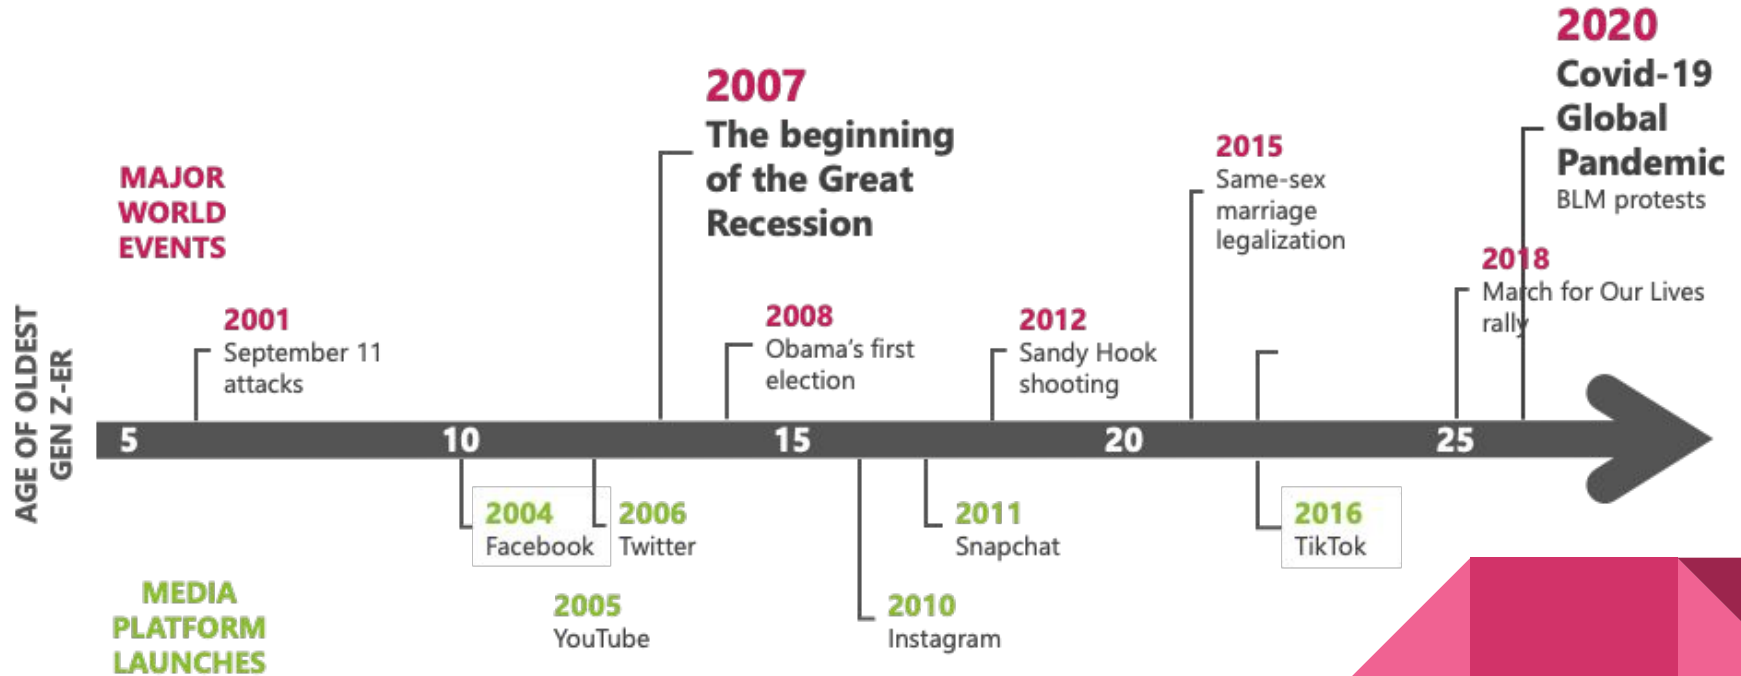 MAJOR
WORLD
EVENTS
AGE OF OLDEST
GEN Z-ER
2001
September 11
attacks
2007
The beginning
of the Great
Recession
2008
Obama's first
election
2012
Sandy Hook
shooting
2015
Same-sex
marriage
legalization
2018
March for Our Lives
rally
2020
Covid-19
Global
Pandemic
BLM protests
5 10 15 20 25
MEDIA
PLATFORM
LAUNCHES
2004
Facebook
2005
YouTube
2006
Twitter
2010
Instagram
2011
Snapchat
2016
TikTok